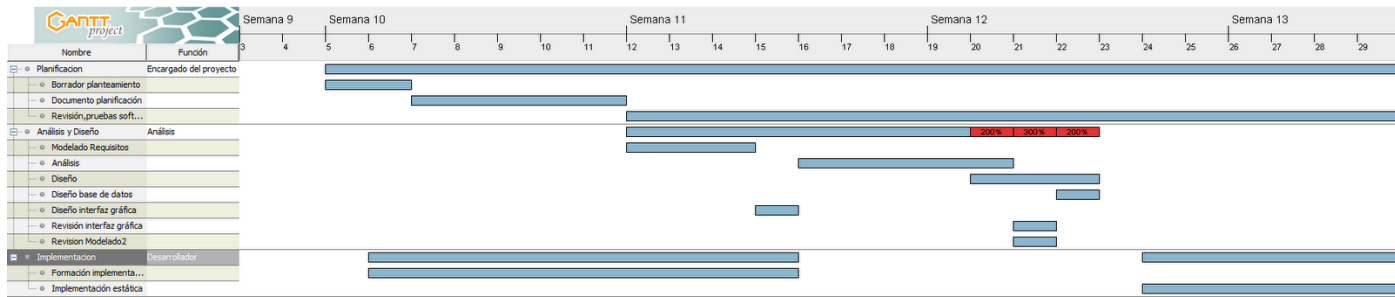 GANTT
project
Semana 9 Semana 10 Semana 11 Semana 12 Semana 13
3 4 5 6 7 8 9 10 11 12 13 14 15 16 17 18 19 20 21 22 23 24 25 26 27 28 29
Nombre Función
Planificacion Encargado del proyecto
Borrador planteamiento
Documento planificación
Revisión,pruebas soft...
Análisis y Diseño Análisis 200% 300% 200%
Modelado Requisitos
Análisis
Diseño
Diseño base de datos
Diseño interfaz gráfica
Revisión interfaz gráfica
Revision Modelado2
Implementacion Desarrollador
Formación implementa...
Implementación estática